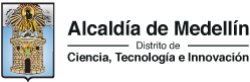 Alcaldía de Medellín
Distrito de
Ciencia, Tecnología e Innovación